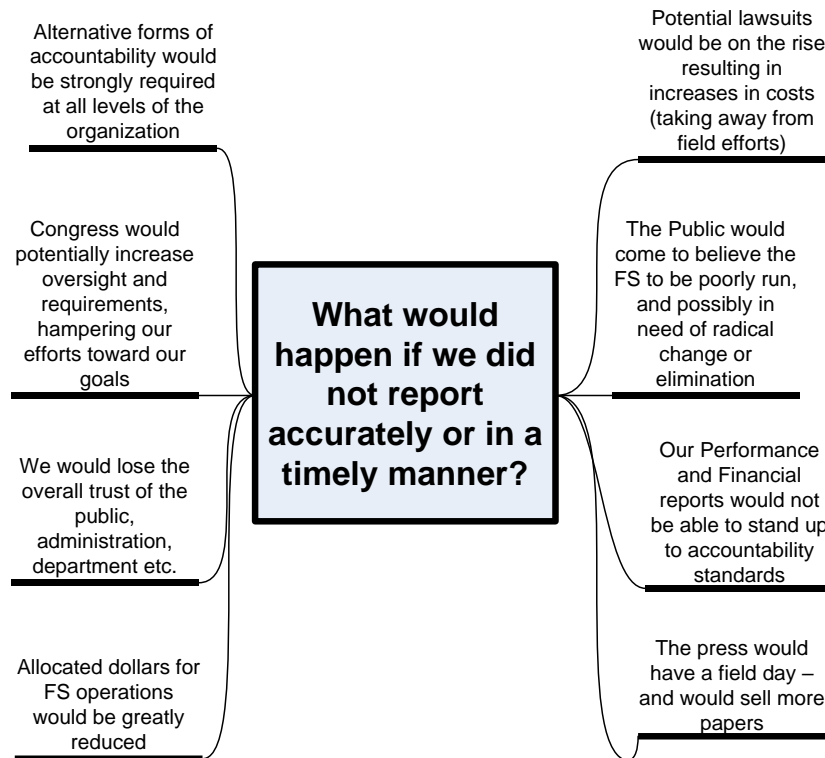 Alternative forms of
accountability would
be strongly required
at all levels of the
organization
Congress would
potentially increase
oversight and
requirements,
hampering our
efforts toward our
goals
We would lose the
overall trust of the
public,
administration,
department etc.
Allocated dollars for
FS operations
would be greatly
reduced
What would
happen if we did
not report
accurately or in a
timely manner?
Potential lawsuits
would be on the rise
resulting in
increases in costs
(taking away from
field efforts)
The Public would
come to believe the
FS to be poorly run,
and possibly in
need of radical
change or
elimination
Our Performance
and Financial
reports would not
be able to stand up
to accountability
standards
The press would
have a field day –
and would sell more
papers